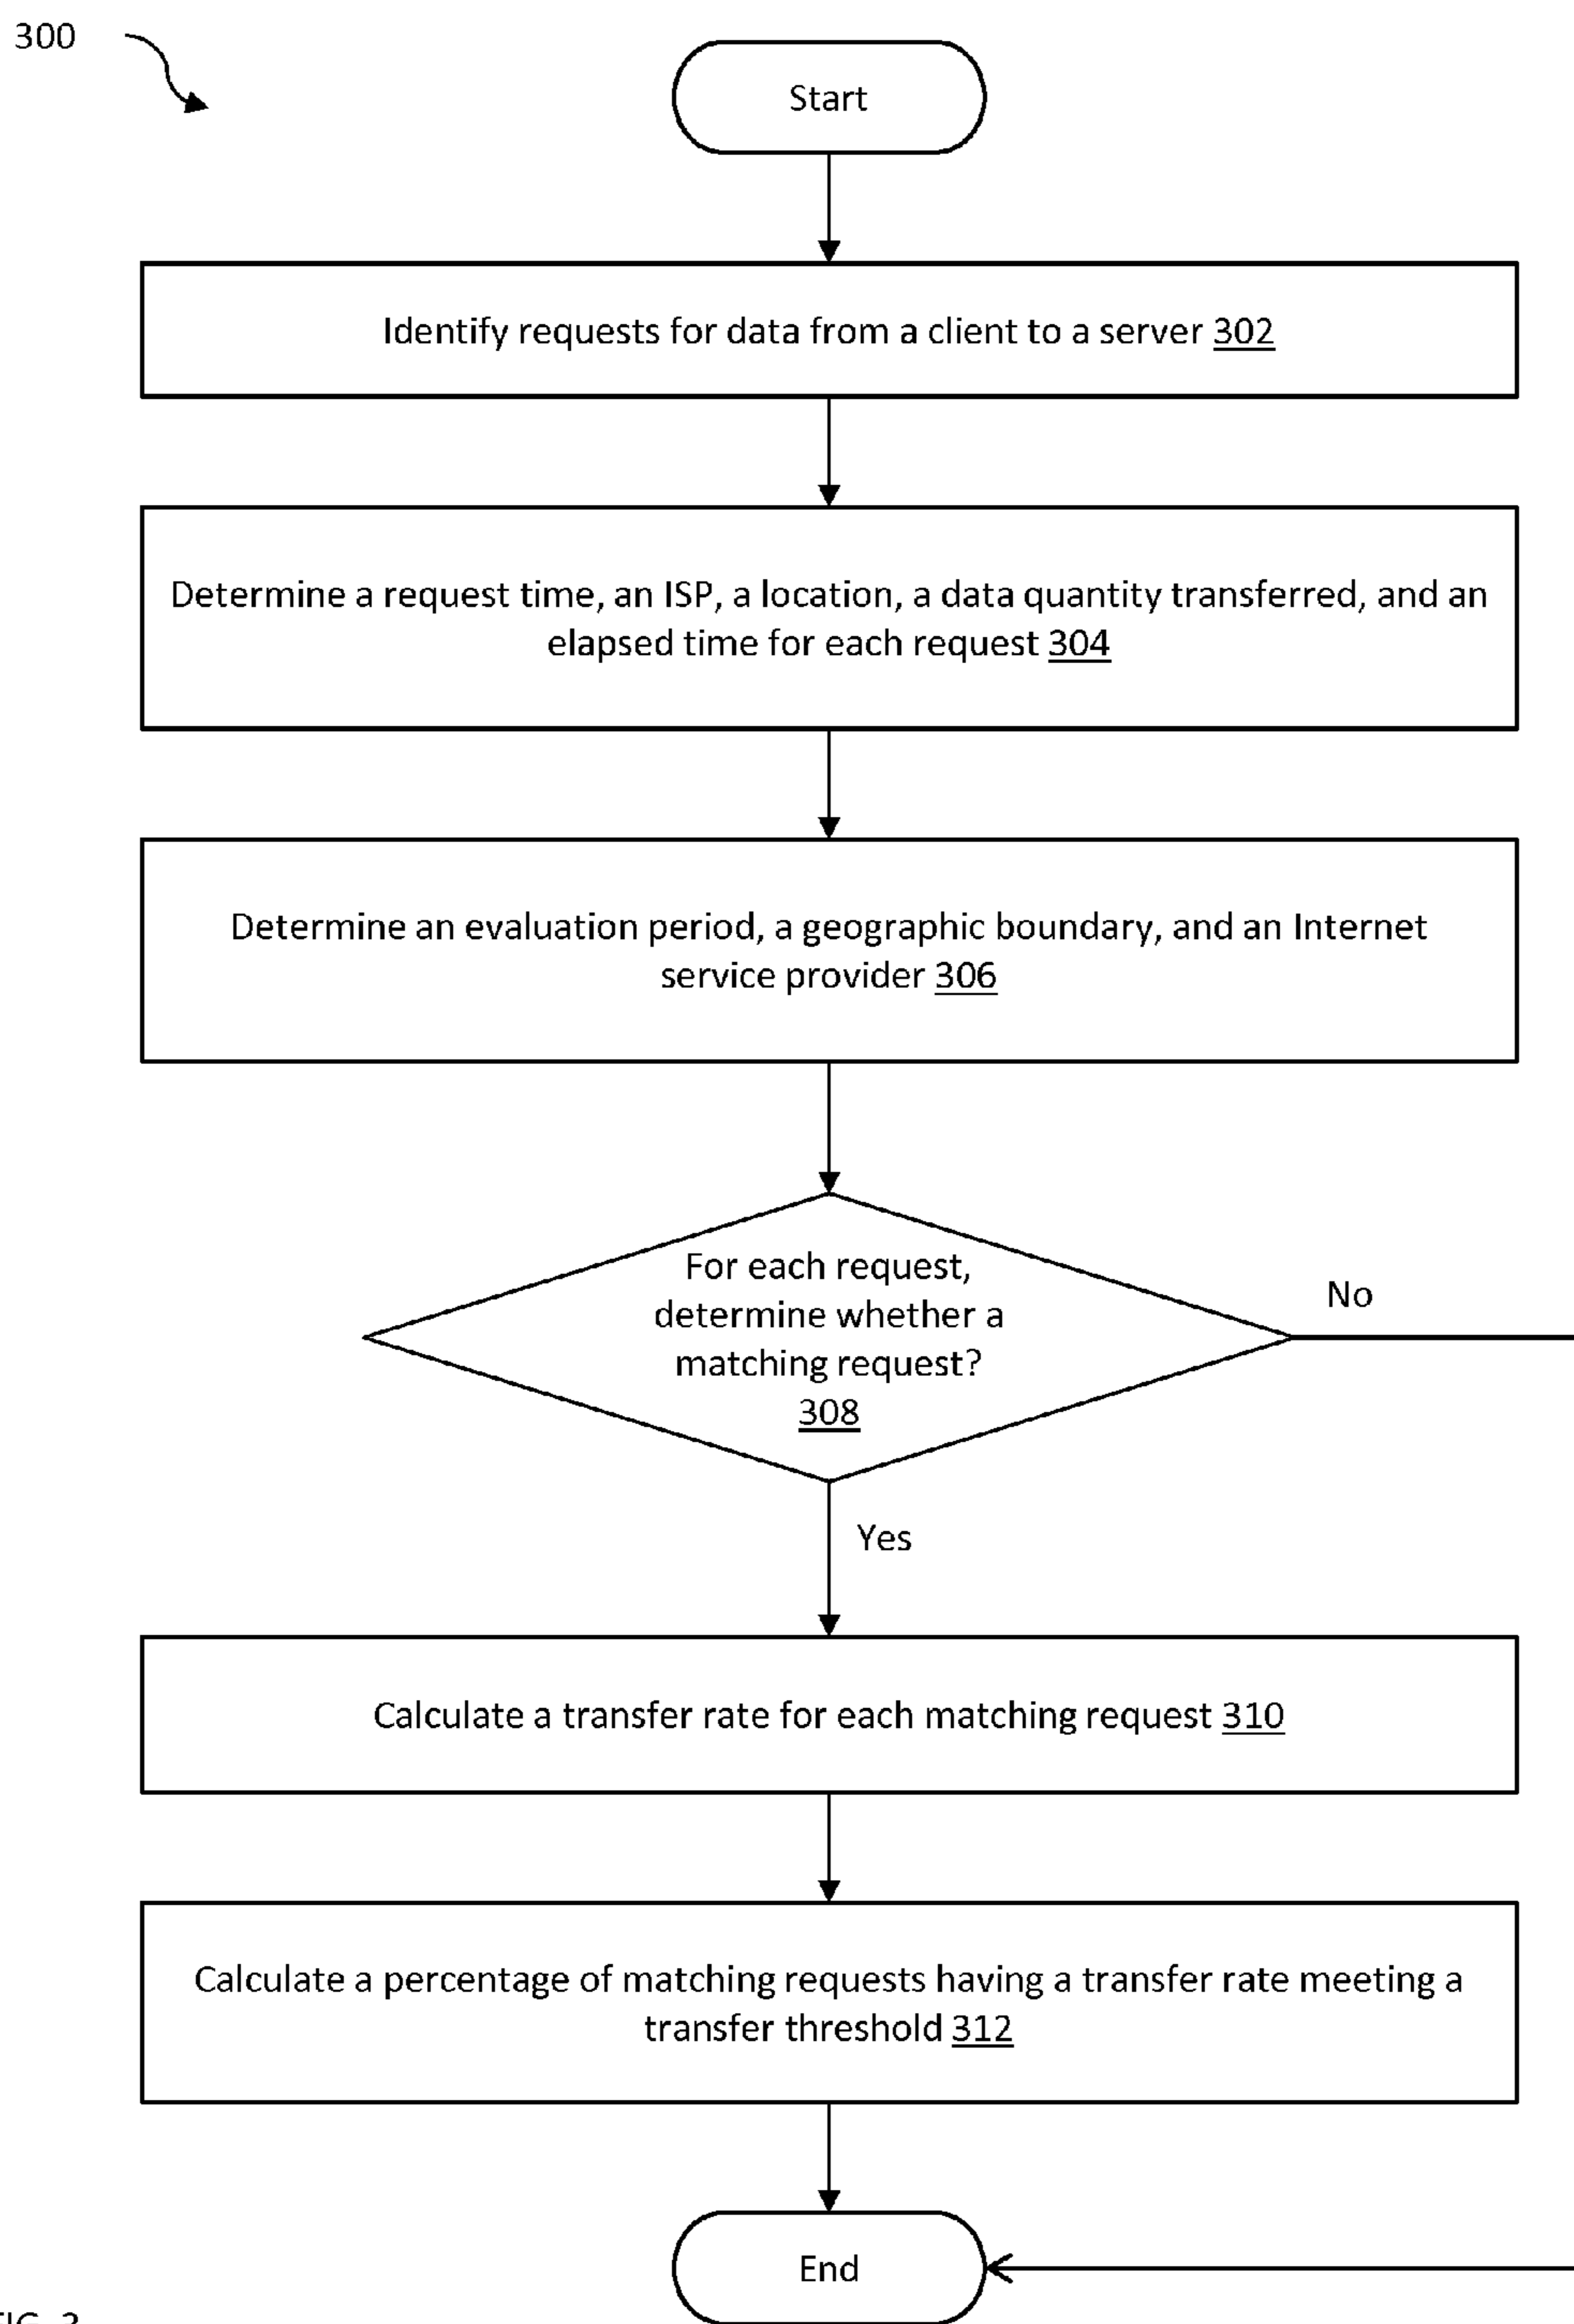 300
Start
Identify requests for data from a client to a server 302
Determine a request time, an ISP, a location, a data quantity transferred, and an
elapsed time for each request 304
Determine an evaluation period, a geographic boundary, and an Internet
service provider 306
For each request,
determine whether a
matching request?
308
No
Yes
Calculate a transfer rate for each matching request 310
Calculate a percentage of matching requests having a transfer rate meeting a
transfer threshold 312
End